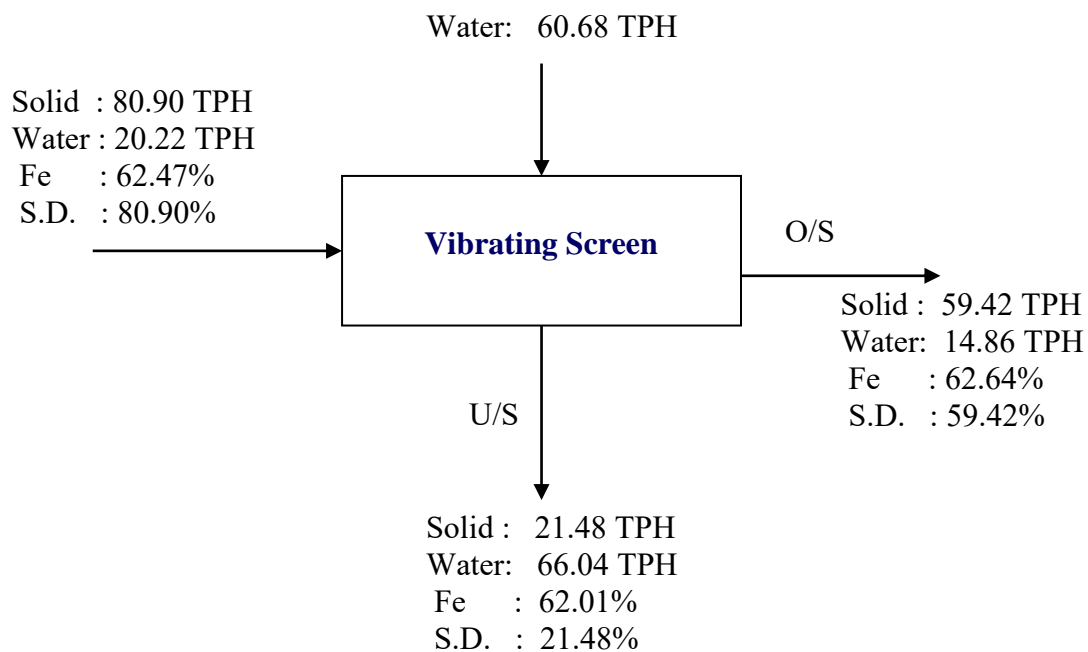 Water: 60.68 TPH
Solid : 80.90 TPH
Water : 20.22 TPH
Fe : 62.47%
S.D. : 80.90%
Vibrating Screen
O/S
Solid : 59.42 TPH
Water: 14.86 TPH
Fe : 62.64%
S.D. : 59.42%
U/S
Solid : 21.48 TPH
Water: 66.04 TPH
Fe : 62.01%
S.D. : 21.48%